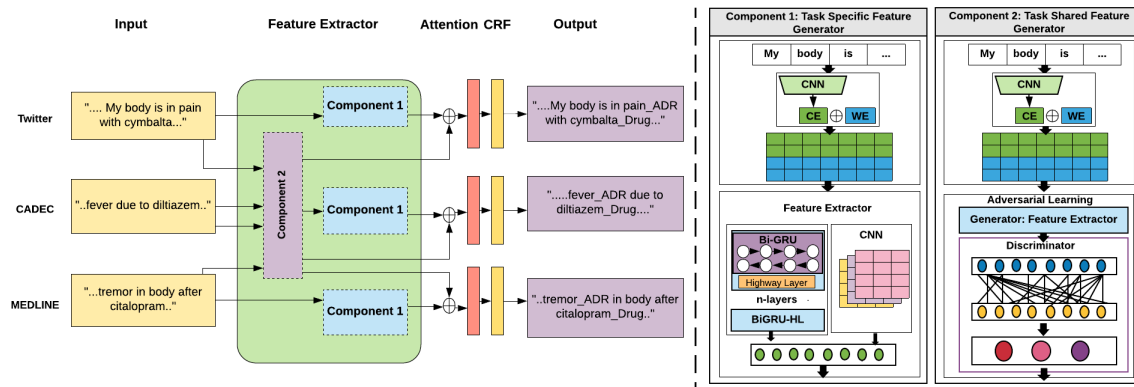 Input
Feature Extractor
Attention
CRF
Output
Twitter
".... My body is in pain
with cymbalta..."
Component 1
"....My body is in pain_ADR
with cymbalta_Drug..."
Component 2
CADEC
"..fever due to diltiazem.."
Component 1
".....fever_ADR due to
diltiazem_Drug...."
MEDLINE
"...tremor in body after
citalopram.."
Component 1
"..tremor_ADR in body after
citalopram_Drug.."
Component 1: Task Specific Feature
Generator
My
body
is
...
CNN
CE
WE
Feature Extractor
Bi-GRU
Highway Layer
n-layers
BiGRU-HL
CNN
Component 2: Task Shared Feature
Generator
My
body
is
...
CNN
CE
WE
Adversarial Learning
Generator: Feature Extractor
Discriminator